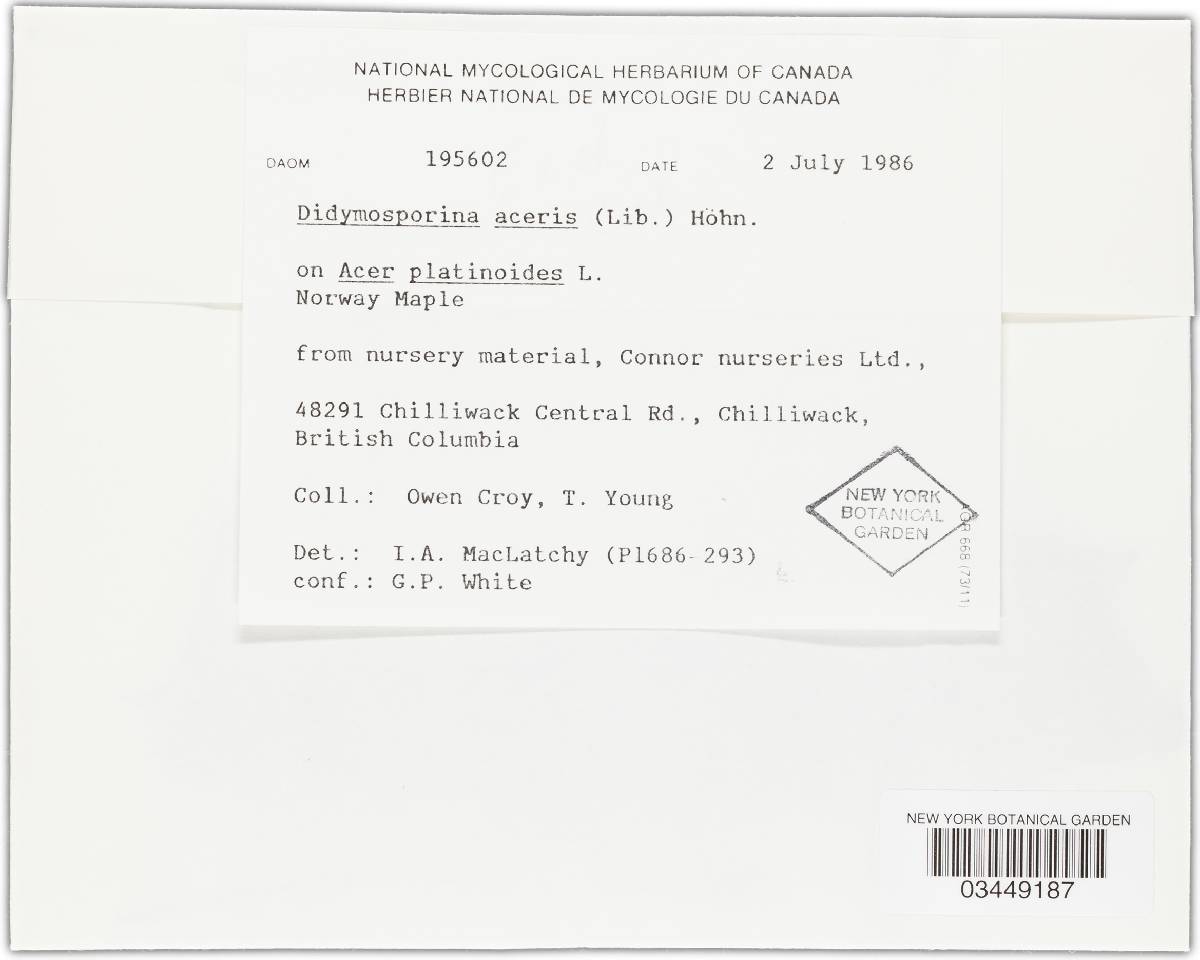 NATIONAL MYCOLOGICAL HERBARIUM OF CANADA
HERBIER NATIONAL DE MYCOLOGIE DU CANADA
DAOM 195602 DATE 2 July 1986
Didymosporina aceris (Lib.) Höhn.
on Acer platinoides L.
Norway Maple
from nursery material, Connor nurseries Ltd.,
48291 Chilliwack Central Rd., Chilliwack,
British Columbia
Coll.: Owen Croy, T. Young
Det.: I.A. MacLatchy (P1686-293)
conf.: G.P. White
NEW YORK
BOTANICAL
GARDEN
668 (73/11)
NEW YORK BOTANICAL GARDEN
03449187